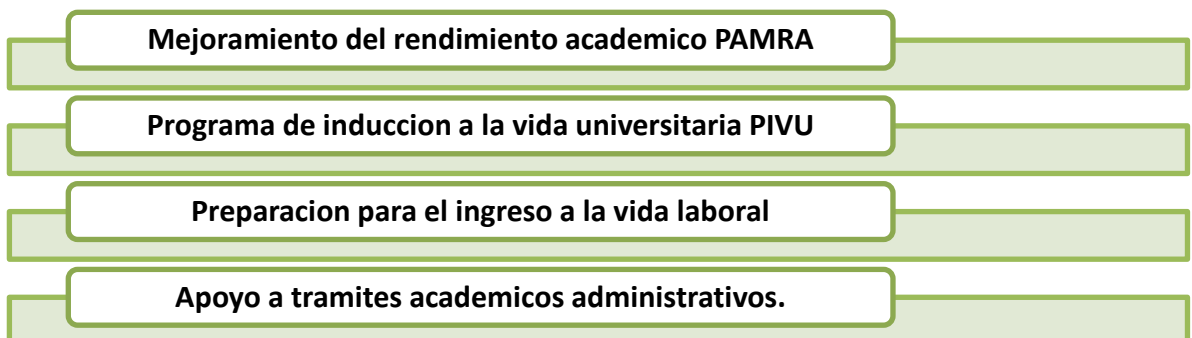 Mejoramiento del rendimiento academico PAMRA
Programa de induccion a la vida universitaria PIVU
Preparacion para el ingreso a la vida laboral
Apoyo a tramites academicos administrativos.